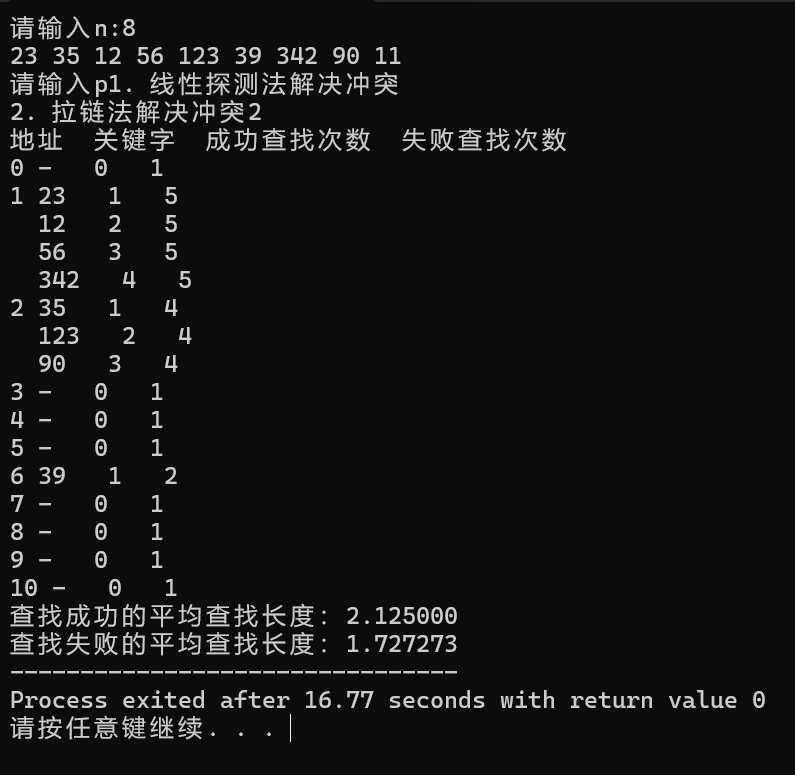 请输入n:8
23 35 12 56 123 39 342 90 11
请输入p1. 线性探测法解决冲突
2. 拉链法解决冲突2
地址  关键字  成功查找次数  失败查找次数
0 -   0   1
1 23   1   5
  12   2   5
  56   3   5
  342   4   5
2 35   1   4
  123   2   4
  90   3   4
3 -   0   1
4 -   0   1
5 -   0   1
6 39   1   2
7 -   0   1
8 -   0   1
9 -   0   1
10 -   0   1
查找成功的平均查找长度: 2.125000
查找失败的平均查找长度: 1.727273
--------------------------------
Process exited after 16.77 seconds with return value 0
请按任意键继续. . .